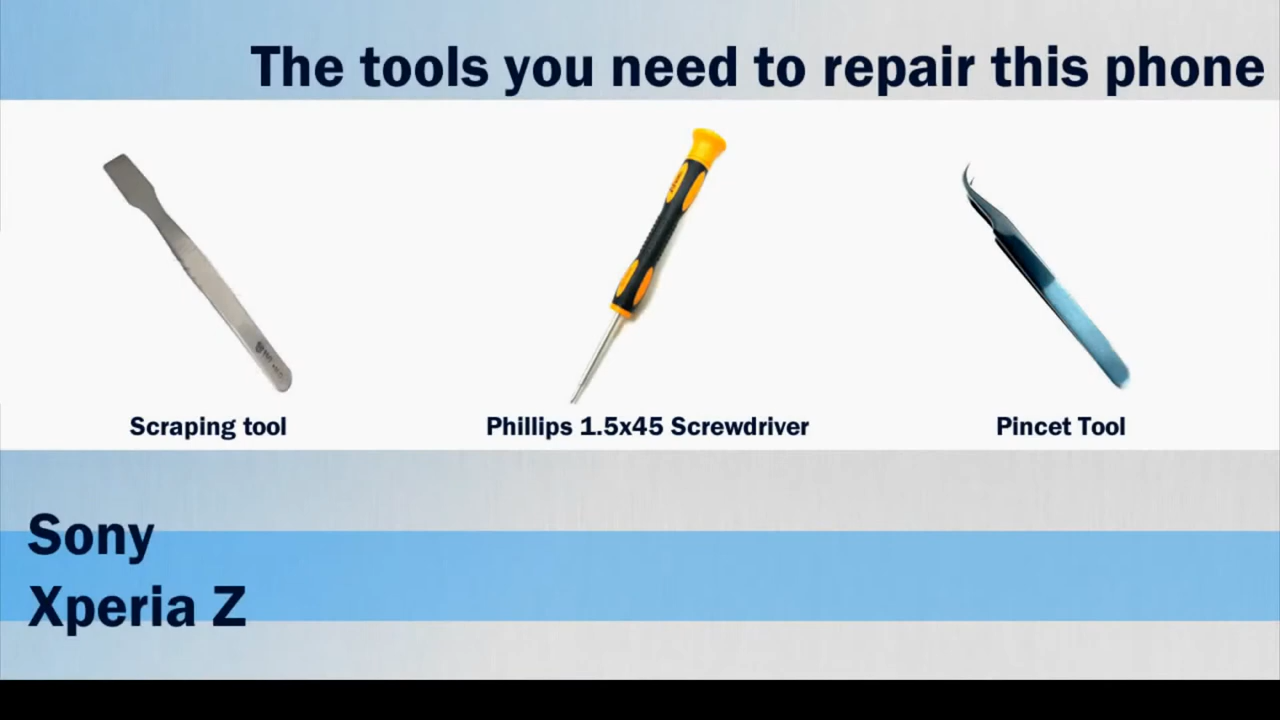 The tools you need to repair this phone
Scraping tool
Phillips 1.5x45 Screwdriver
Pincet Tool
Sony
Xperia Z